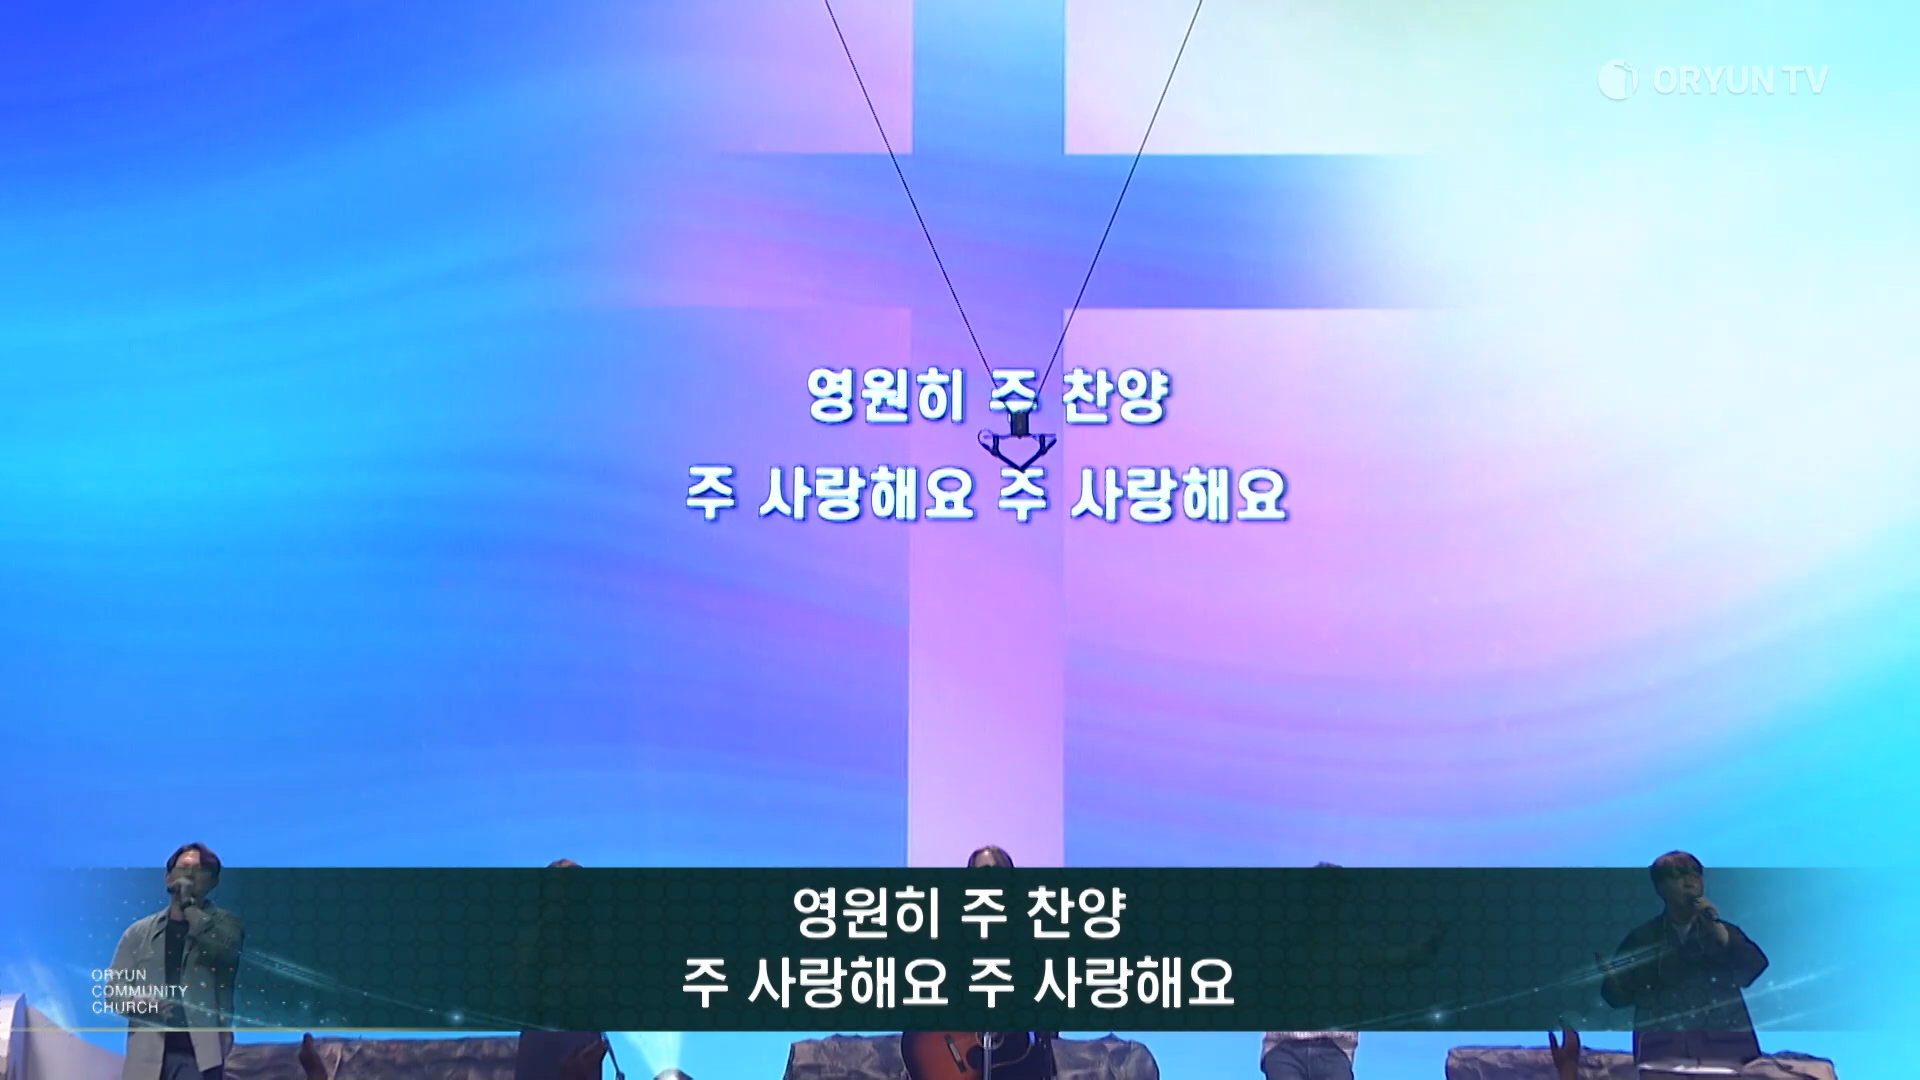 ORYUN TV
영원히 주 찬양
주 사랑해요 주 사랑해요
영원히 주 찬양
주 사랑해요 주 사랑해요
ORYUN
COMMUNITY
CHURCH